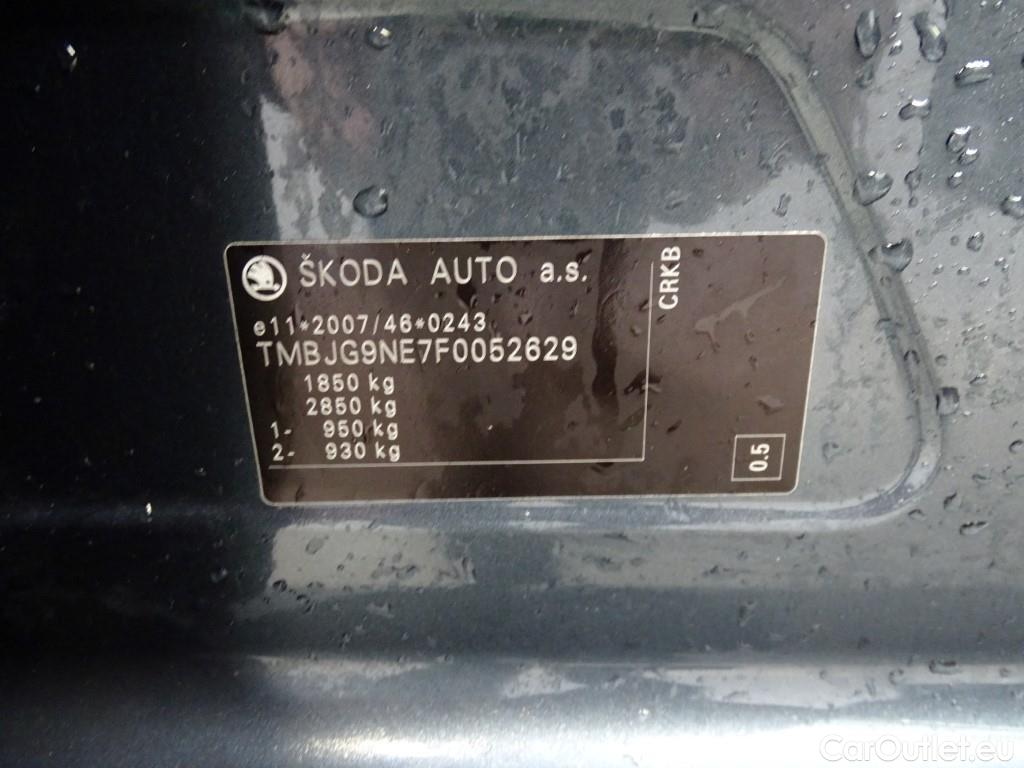 ŠKODA AUTO a.s.
e11*2007/46*0243
TMBJG9NE7F0052629
1850 kg
2850 kg
1- 950 kg
2- 930 kg
CRKB
0.5
CarOutlet.eu